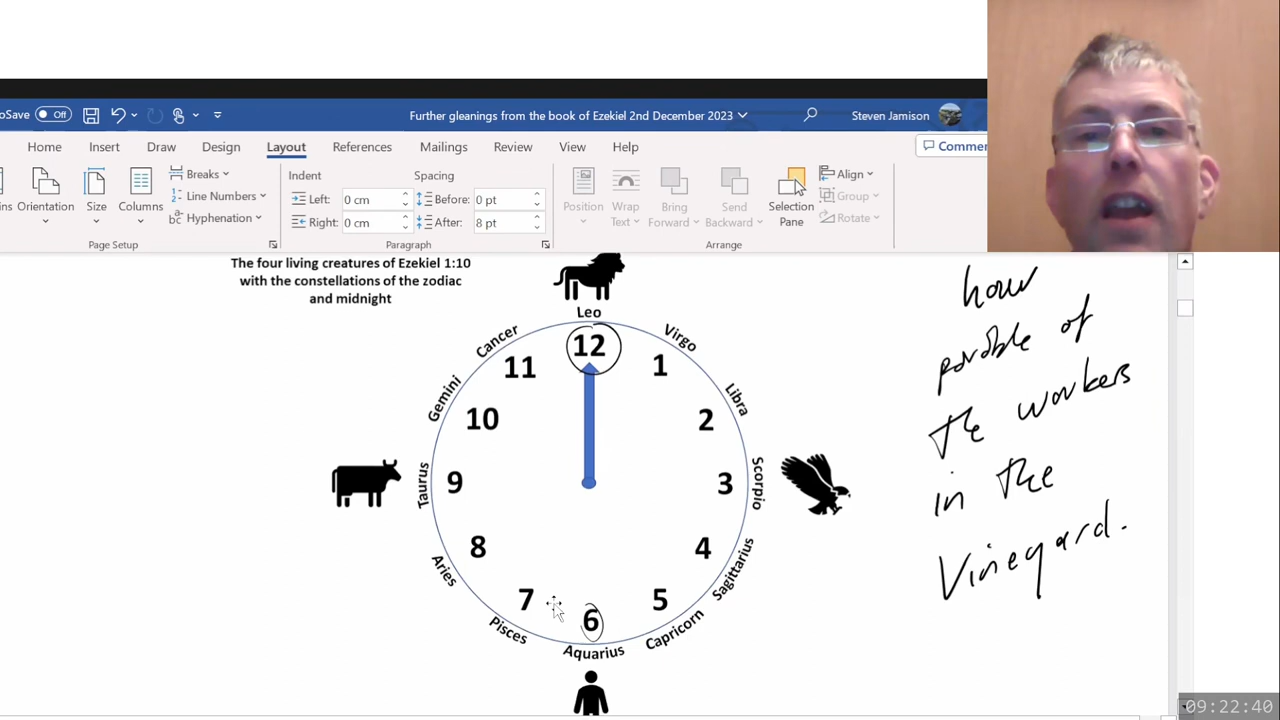 oSave Off Further gleanings from the book of Ezekiel 2nd December 2023 Steven Jamison
Home Insert Draw Design Layout References Mailings Review View Help Commer
ins Orientation Size Columns
Breaks
Line Numbers
Hyphenation
Page Setup
Indent Spacing
Left: 0 cm Before: 0 pt
Right: 0 cm After: 8 pt
Paragraph
Position Wrap Text Bring Forward Send Backward Selection Pane
Align
Group
Rotate
Arrange
The four living creatures of Ezekiel 1:10
with the constellations of the zodiac
and midnight
Leo
Virgo
Libra
Scorpio
Sagittarius
Capricorn
Aquarius
Pisces
Aries
Taurus
Gemini
Cancer
12
1
2
3
4
5
6
7
8
9
10
11
how
parable of
the workers
in the
Vineyard.
09:22:40